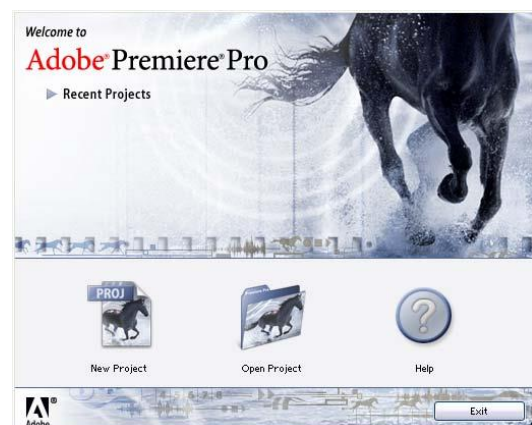 Welcome to
Adobe® Premiere® Pro
Recent Projects
PROJ
New Project
Open Project
Help
Adobe
Exit